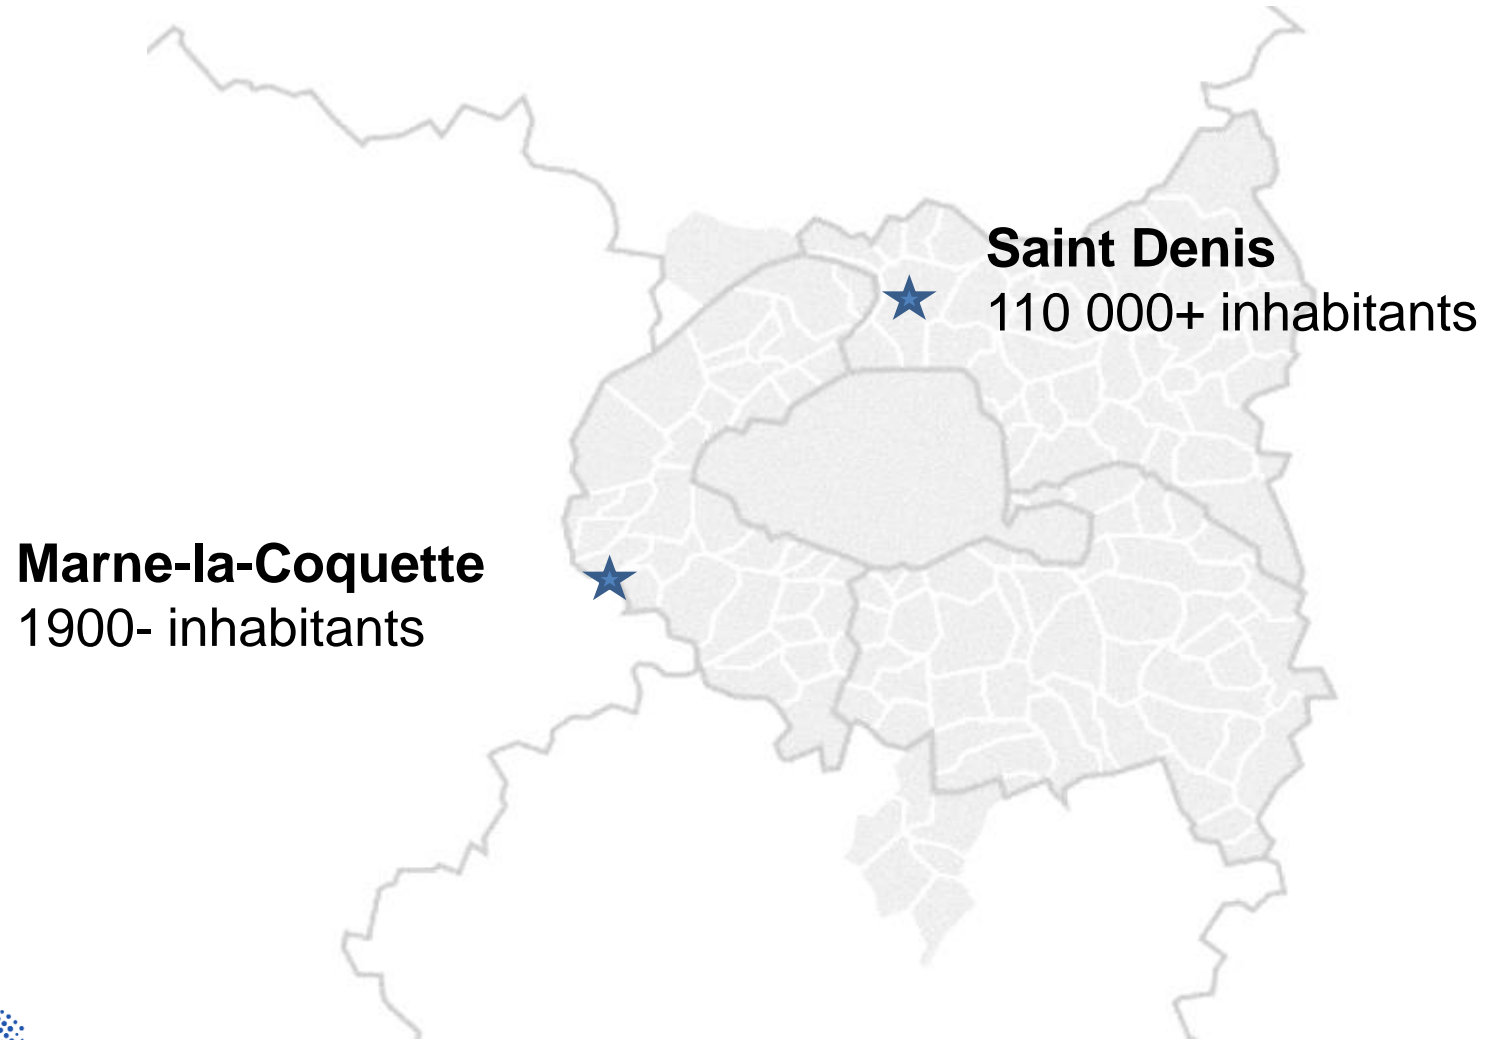 Saint Denis
110 000+ inhabitants
Marne-la-Coquette
1900- inhabitants